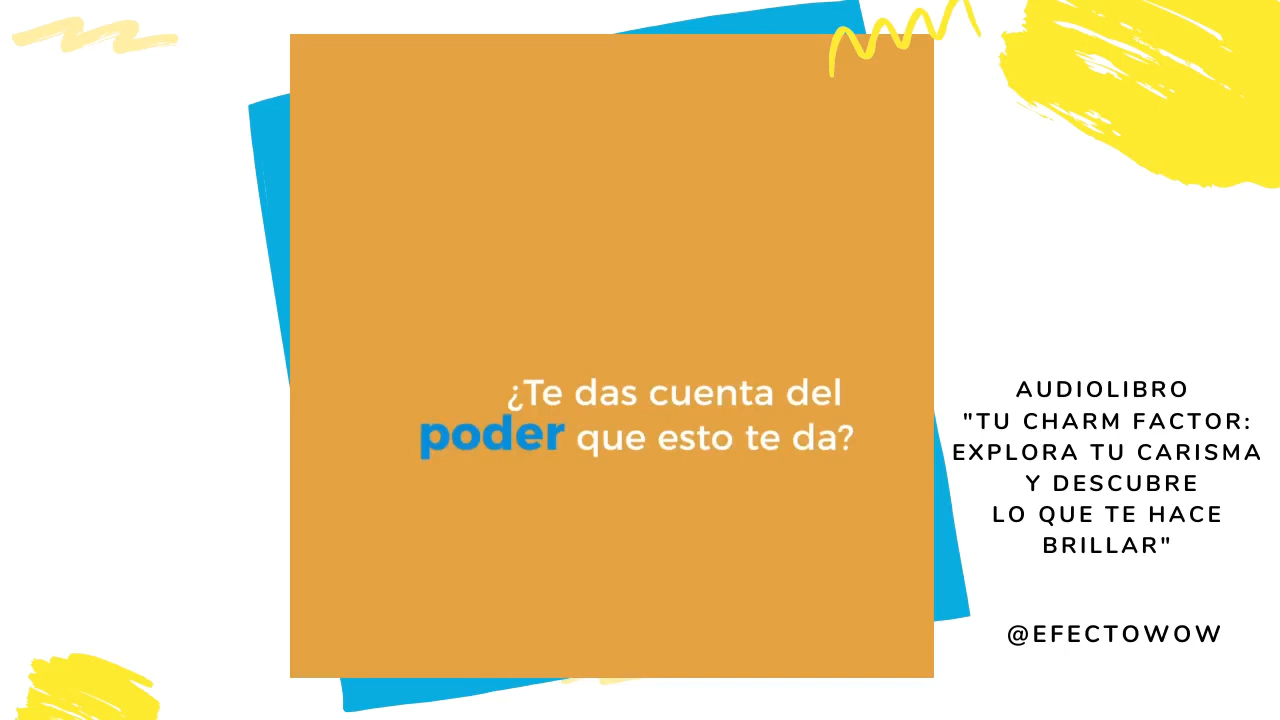 ¿Te das cuenta del
poder que esto te da?
AUDIOLIBRO
"TU CHARM FACTOR:
EXPLORA TU CARISMA
Y DESCUBRE
LO QUE TE HACE
BRILLAR"
@EFECTOWOW